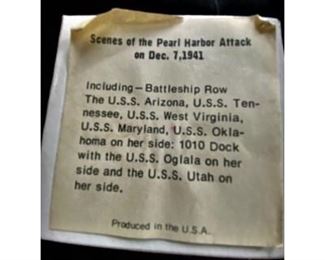 Scenes of the Pearl Harbor Attack
on Dec. 7,1941
Including—Battleship Row
The U.S.S. Arizona, U.S.S. Ten-
nessee, U.S.S. West Virginia,
U.S.S. Maryland, U.S.S. Okla-
homa on her side: 1010 Dock
with the U.S.S. Oglala on her
side and the U.S.S. Utah on
her side.
Produced in the U.S.A.